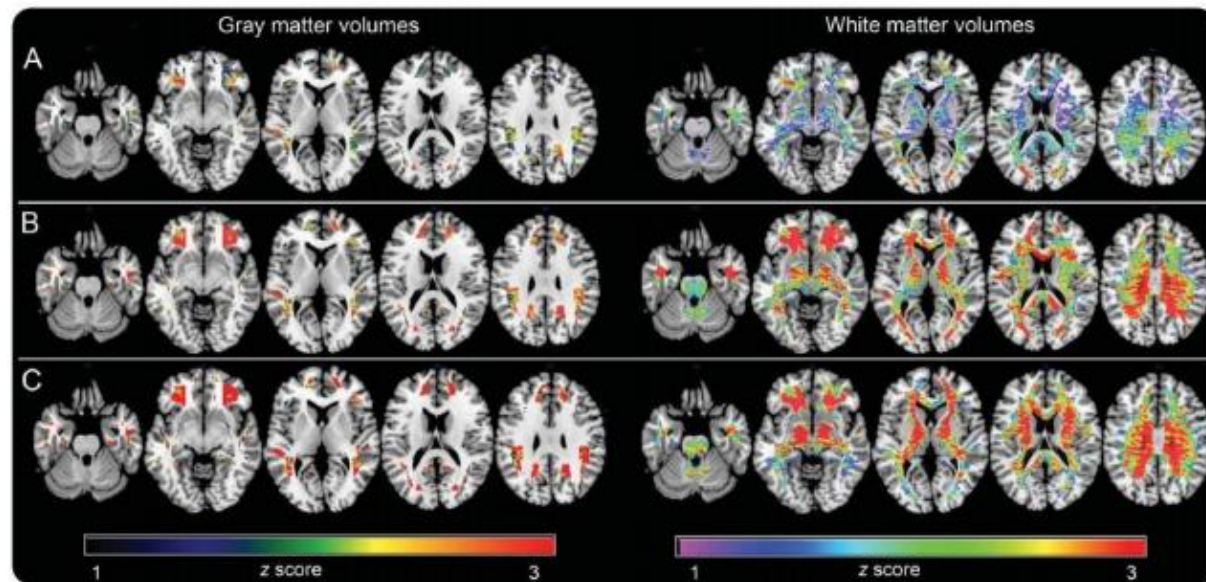 Gray matter volumes
White matter volumes
A
B
C
1 z score 3
1 z score 3